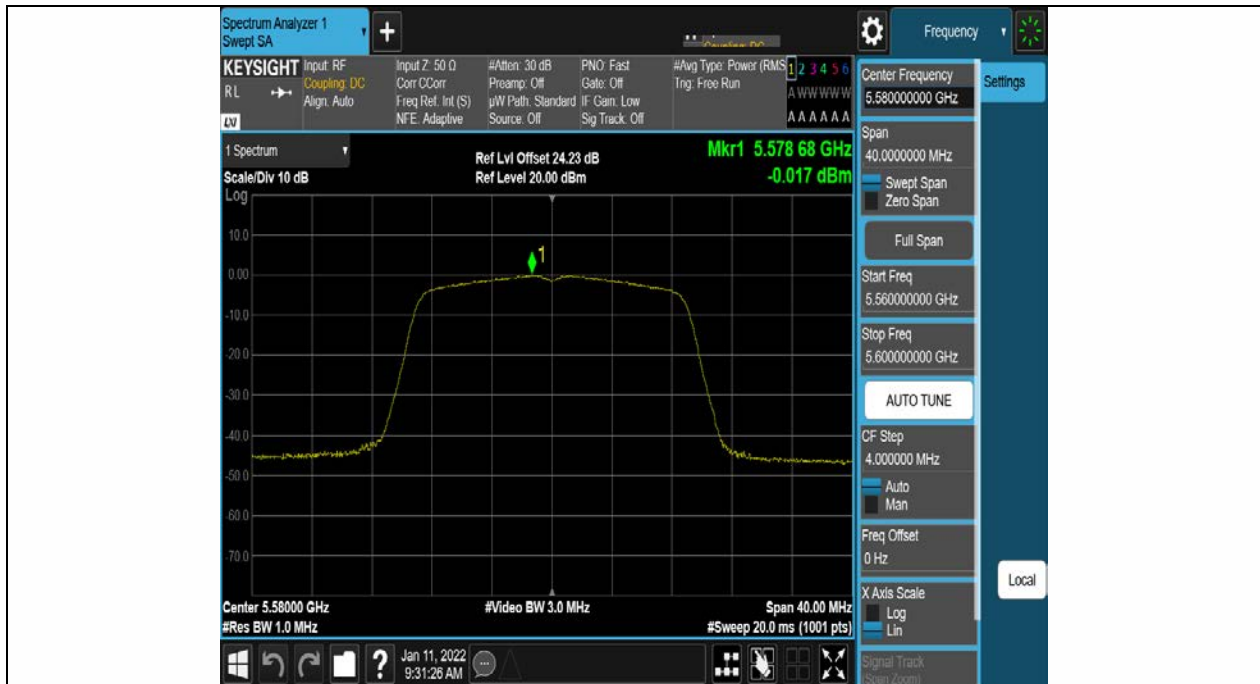 Spectrum Analyzer 1
Swept SA
+
Frequency
KEYSIGHT
RL
LXI
Input: RF
Coupling: DC
Align: Auto
Input Z: 50 Ω
Corr CCorr
Freq Ref: Int (S)
NFE: Adaptive
#Atten: 30 dB
Preamp: Off
µW Path: Standard
Source: Off
PNO: Fast
Gate: Off
IF Gain: Low
Sig Track: Off
#Avg Type: Power (RMS
Trig: Free Run
1 2 3 4 5 6
A W W W W W
A A A A A A
1 Spectrum
Scale/Div 10 dB
Log
Ref Lvl Offset 24.23 dB
Ref Level 20.00 dBm
Mkr1 5.578 68 GHz
-0.017 dBm
1
10.0
0.00
-10.0
-20.0
-30.0
-40.0
-50.0
-60.0
-70.0
Center 5.58000 GHz
#Res BW 1.0 MHz
#Video BW 3.0 MHz
Span 40.00 MHz
#Sweep 20.0 ms (1001 pts)
?
Jan 11, 2022
9:31:26 AM
Center Frequency
5.580000000 GHz
Span
40.0000000 MHz
Swept Span
Zero Span
Full Span
Start Freq
5.560000000 GHz
Stop Freq
5.600000000 GHz
AUTO TUNE
CF Step
4.000000 MHz
Auto
Man
Freq Offset
0 Hz
X Axis Scale
Log
Lin
Signal Track
(Span Zoom)
Settings
Local